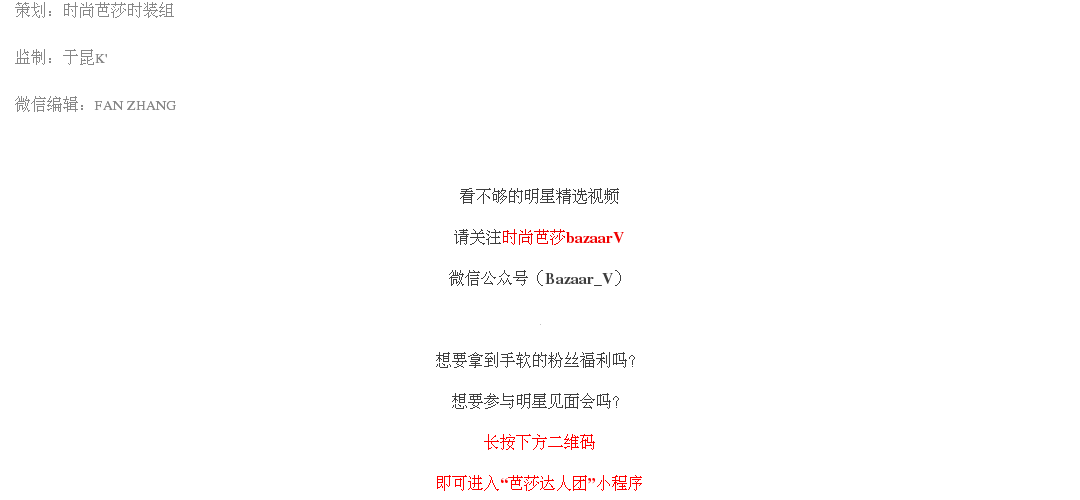 策划：时尚芭莎时装组
监制：于昆K'
微信编辑：FAN ZHANG
看不够的明星精选视频
请关注时尚芭莎bazaarV
微信公众号（Bazaar_V）
想要拿到手软的粉丝福利吗?
想要参与明星见面会吗?
长按下方二维码
即可进入“芭莎达人团”小程序